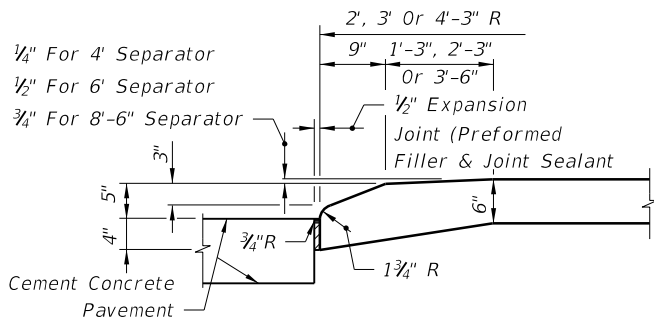 2', 3' Or 4'-3" R
¼" For 4' Separator
½" For 6' Separator
¾" For 8'-6" Separator
9"
1'-3", 2'-3"
Or 3'-6"
½" Expansion
Joint (Preformed
Filler & Joint Sealant
3"
5"
4"
6"
¾"R
1¾" R
Cement Concrete
Pavement